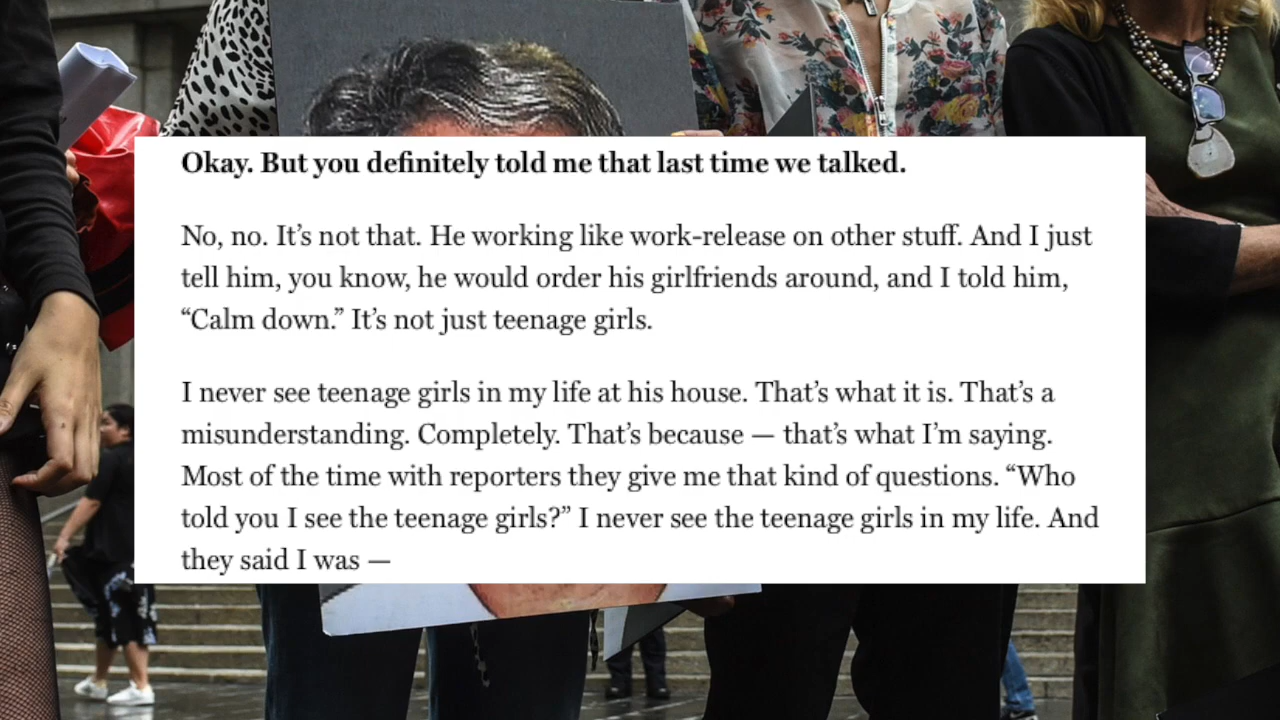 Okay. But you definitely told me that last time we talked.
No, no. It’s not that. He working like work-release on other stuff. And I just
tell him, you know, he would order his girlfriends around, and I told him,
“Calm down.” It’s not just teenage girls.
I never see teenage girls in my life at his house. That’s what it is. That’s a
misunderstanding. Completely. That’s because — that’s what I’m saying.
Most of the time with reporters they give me that kind of questions. “Who
told you I see the teenage girls?” I never see the teenage girls in my life. And
they said I was —